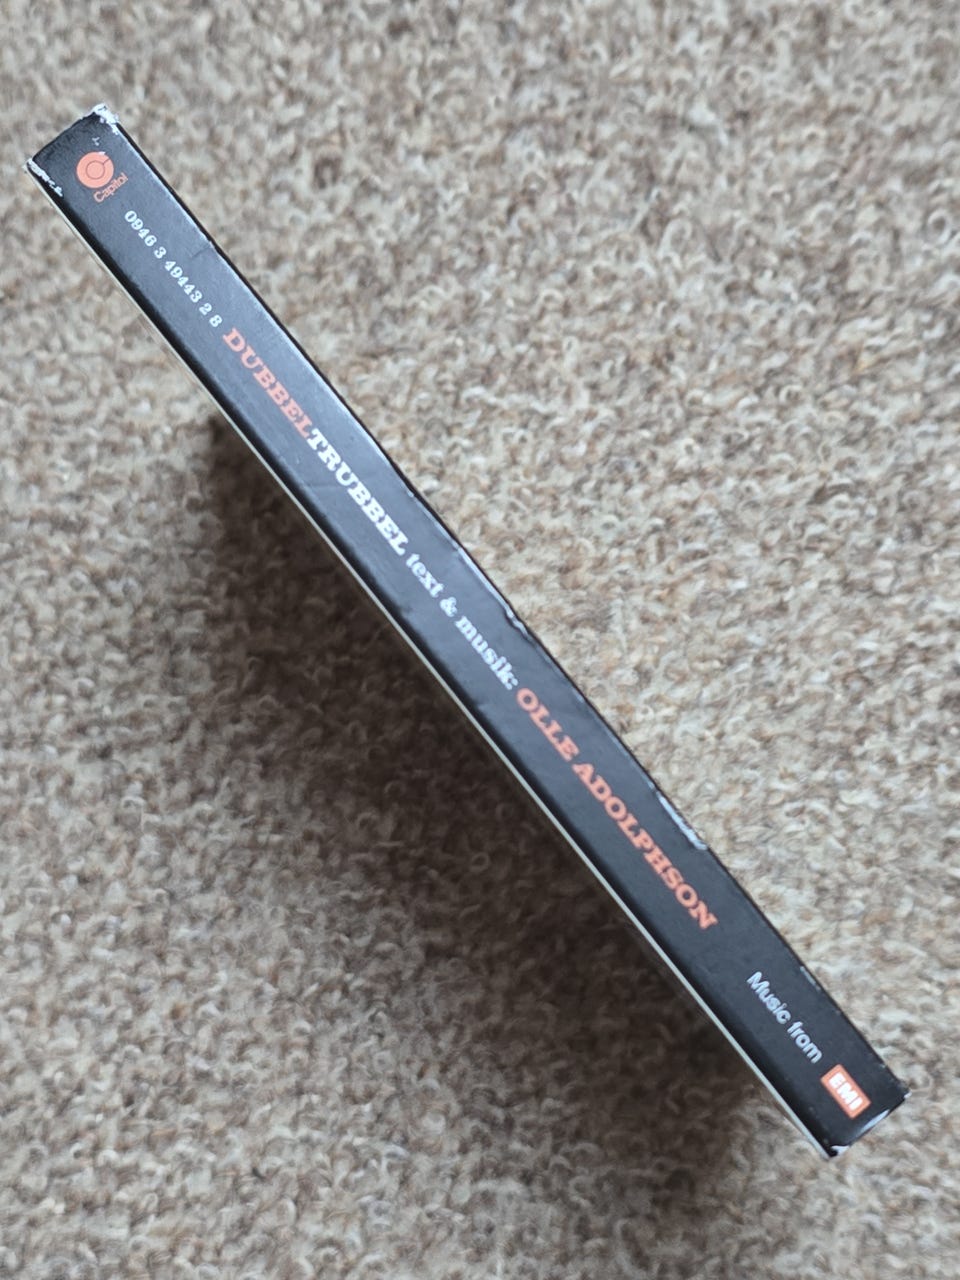 Capitol
0946 3 49443 2 8
DUBBELTRUBBEL text & musik: OLLE ADOLPHSON
Music from
EMI